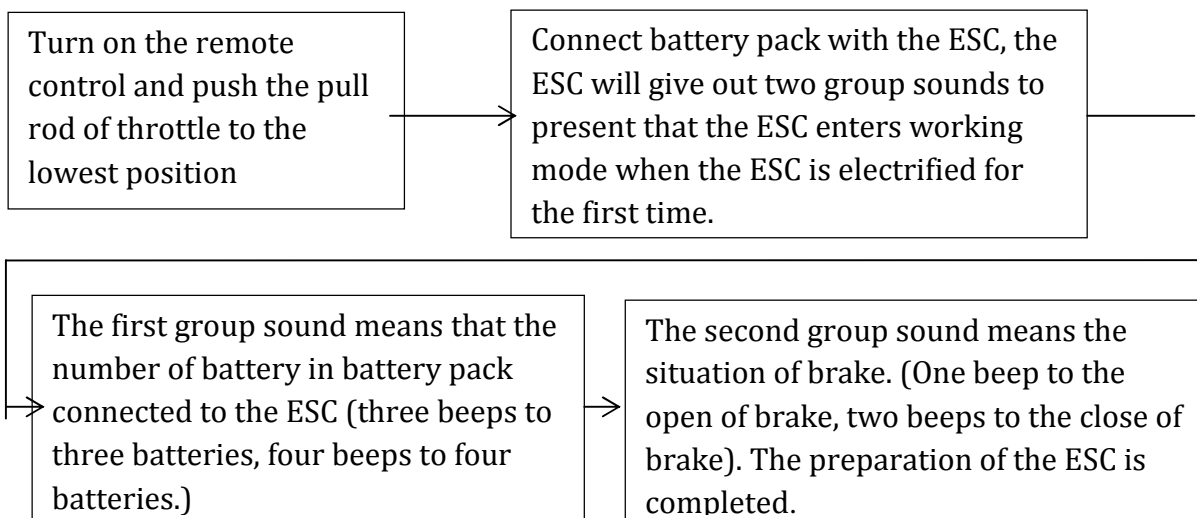 Turn on the remote
control and push the pull
rod of throttle to the
lowest position
Connect battery pack with the ESC, the
ESC will give out two group sounds to
present that the ESC enters working
mode when the ESC is electrified for
the first time.
The first group sound means that the
number of battery in battery pack
connected to the ESC (three beeps to
three batteries, four beeps to four
batteries.)
The second group sound means the
situation of brake. (One beep to the
open of brake, two beeps to the close of
brake). The preparation of the ESC is
completed.